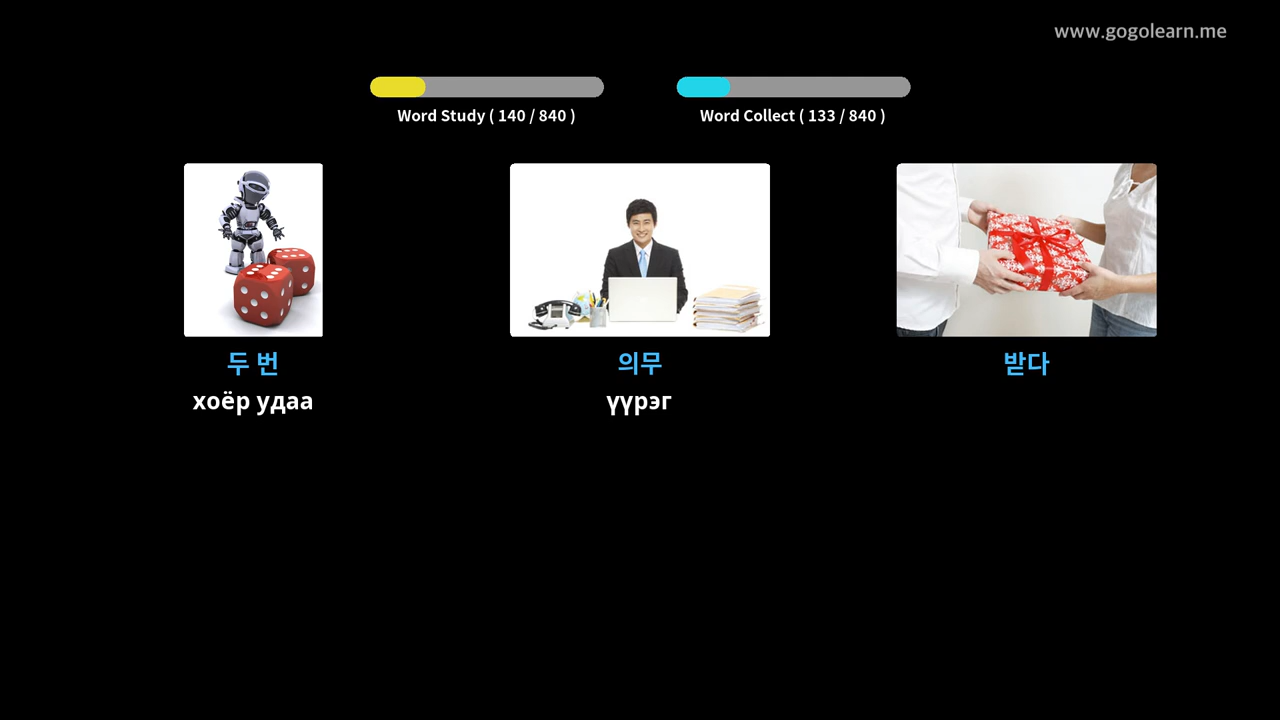 www.gogolearn.me
Word Study ( 140 / 840 )
Word Collect ( 133 / 840 )
두 번
хоёр удаа
의무
үүрэг
받다